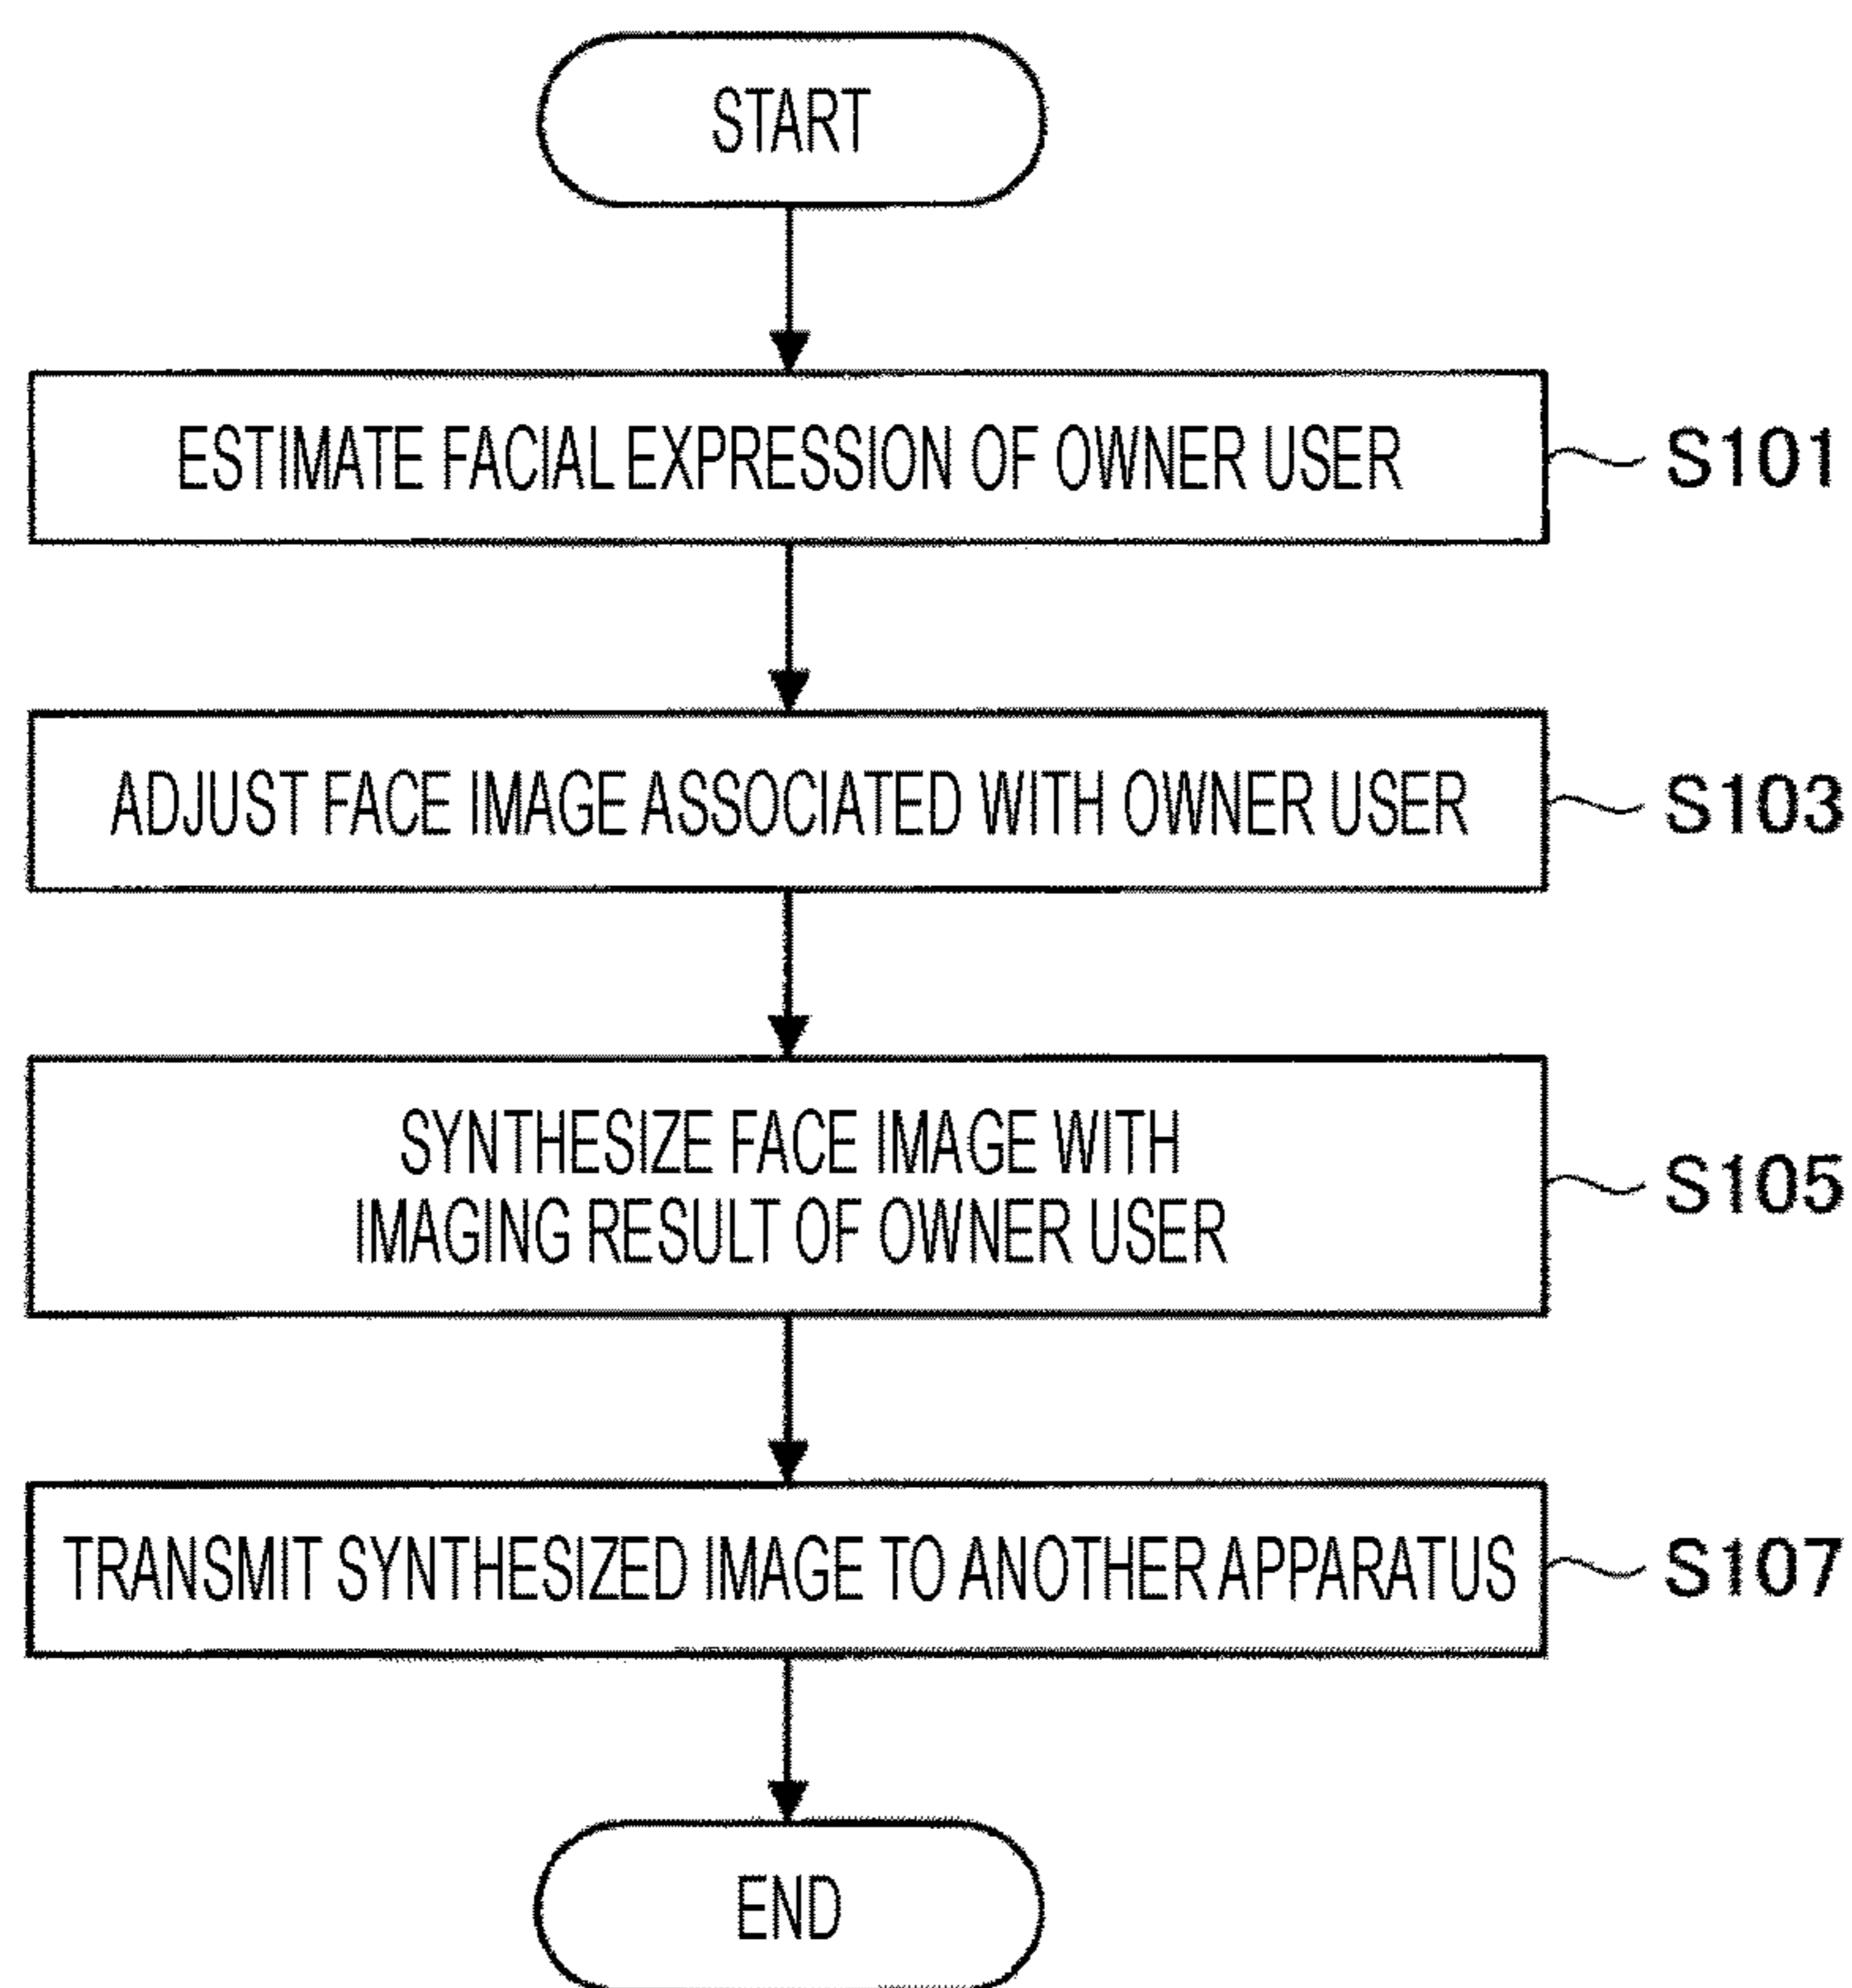 START
ESTIMATE FACIAL EXPRESSION OF OWNER USER
S101
ADJUST FACE IMAGE ASSOCIATED WITH OWNER USER
S103
SYNTHESIZE FACE IMAGE WITH
IMAGING RESULT OF OWNER USER
S105
TRANSMIT SYNTHESIZED IMAGE TO ANOTHER APPARATUS
S107
END